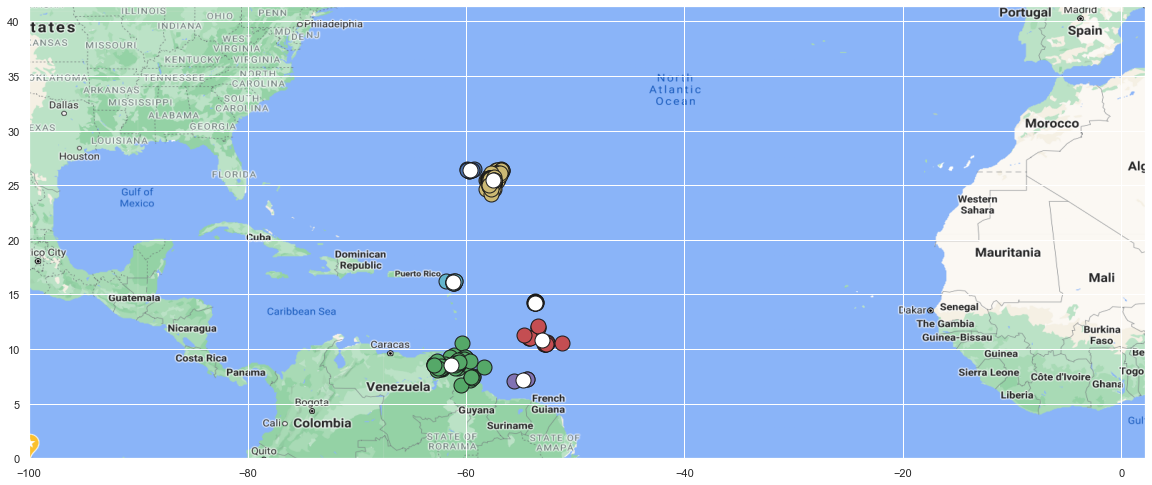 40
35
30
25
20
15
10
5
0
−100
−80
−60
−40
−20
0
tates
ILLINOIS
OHIO
PENN
INDIANA
Philadelphia
MD
DE
NJ
KANSAS
MISSOURI
WEST
VIRGINIA
KENTUCKY
VIRGINIA
OKLAHOMA
TENNESSEE
NORTH
CAROLINA
ARKANSAS
MISSISSIPPI
SOUTH
CAROLINA
Dallas
ALABAMA
EXAS
GEORGIA
LOUISIANA
Houston
FLORIDA
Gulf of
Mexico
Cuba
ico City
Dominican
Republic
Puerto Rico
Guatemala
Caribbean Sea
Nicaragua
Costa Rica
Panama
Caracas
Venezuela
Bogota
Cali
Colombia
Guyana
Suriname
French
Guiana
STATE OF
RORAIMA
STATE OF
AMAPÁ
Quito
North
Atlantic
Ocean
Portugal
Madrid
Spain
Morocco
Alg
Western
Sahara
Mauritania
Mali
Dakar
Senegal
The Gambia
Guinea-Bissau
Guinea
Burkina
Faso
Be
Sierra Leone
Côte d'Ivoire
Togo
Ghana
Liberia
Gulf